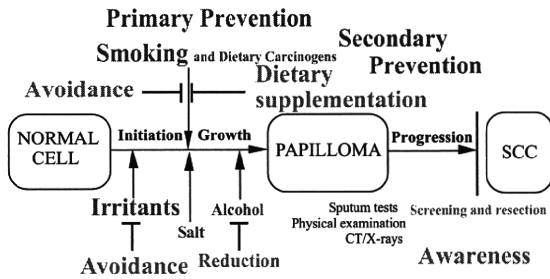 Primary Prevention
Smoking and Dietary Carcinogens
Secondary
Prevention
Avoidance
Dietary
supplementation
NORMAL
CELL
Initiation
Growth
PAPILLOMA
Progression
SCC
Irritants
Salt
Alcohol
Sputum tests
Physical examination
CT/X-rays
Screening and resection
Avoidance
Reduction
Awareness